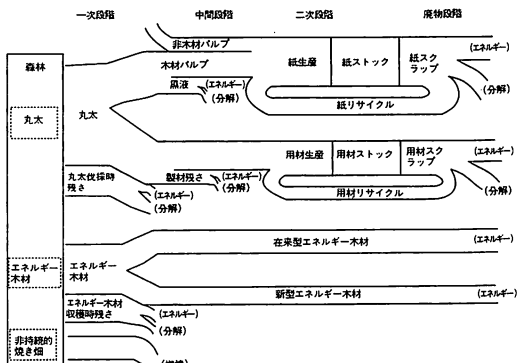 一次段階
中間段階
二次段階
廃物段階
森林
非木材パルプ
木材パルプ
黒液
(エネルギー)
(分解)
紙生産
紙ストック
紙スク
ラップ
(エネルギー)
(分解)
紙リサイクル
丸太
丸太
用材生産
用材ストック
用材スク
ラップ
(エネルギー)
(分解)
用材リサイクル
丸太伐採時
残さ
製材残さ
(エネルギー)
(分解)
(エネルギー)
(分解)
在来型エネルギー木材
(エネルギー)
エネルギー
木材
エネルギー
木材
新型エネルギー木材
(エネルギー)
エネルギー木材
収穫時残さ
(エネルギー)
(分解)
非持続的
焼き畑